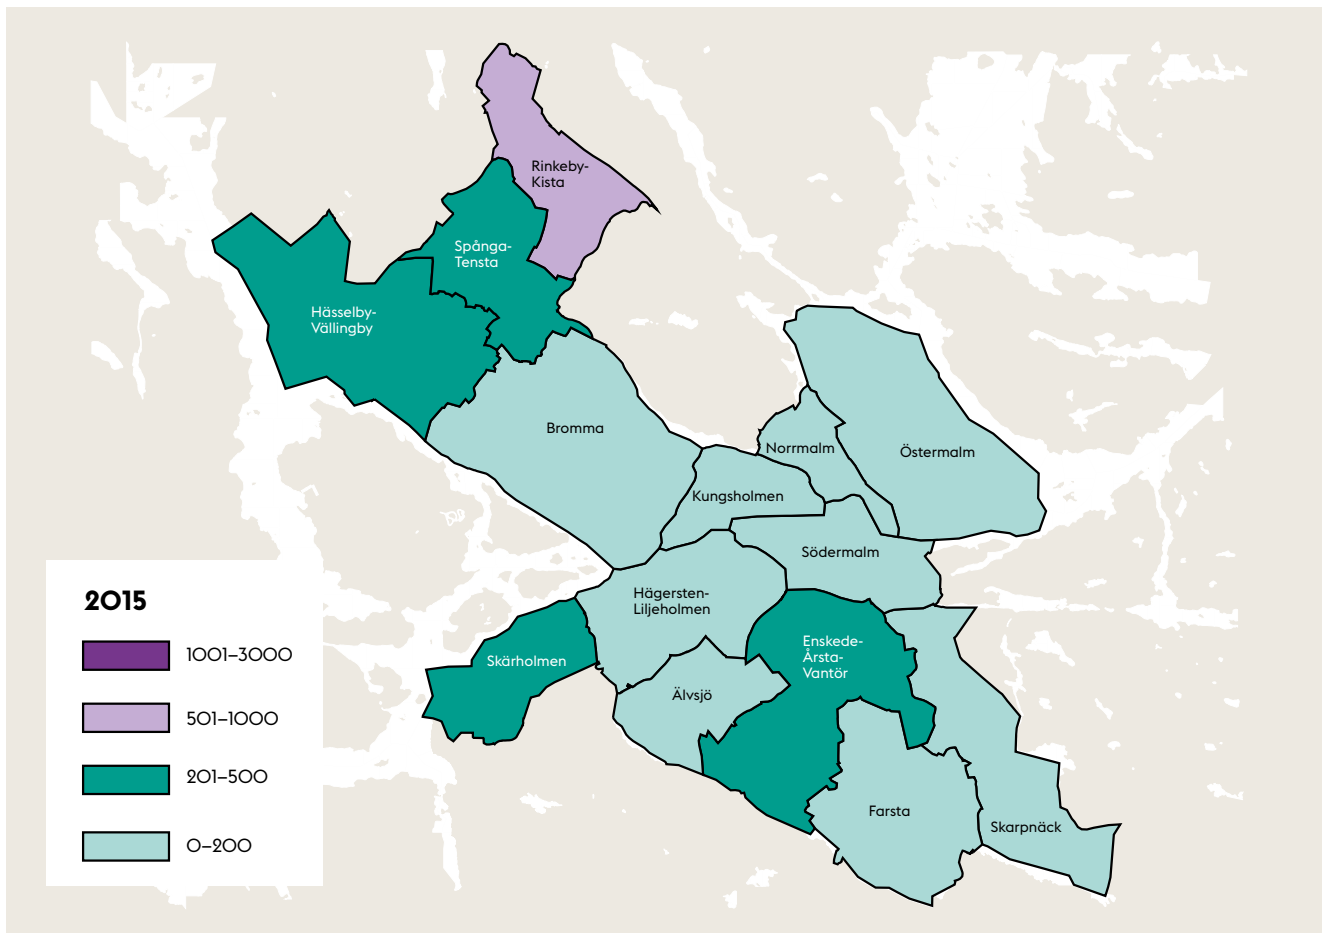 Rinkeby-
Kista
Spånga-
Tensta
Hässelby-
Vällingby
Bromma
Norrmalm
Östermalm
Kungsholmen
Södermalm
Hägersten-
Liljeholmen
Enskede-
Årsta-
Vantör
Skärholmen
Älvsjö
Farsta
Skarpnäck
2015
1001–3000
501–1000
201–500
0–200